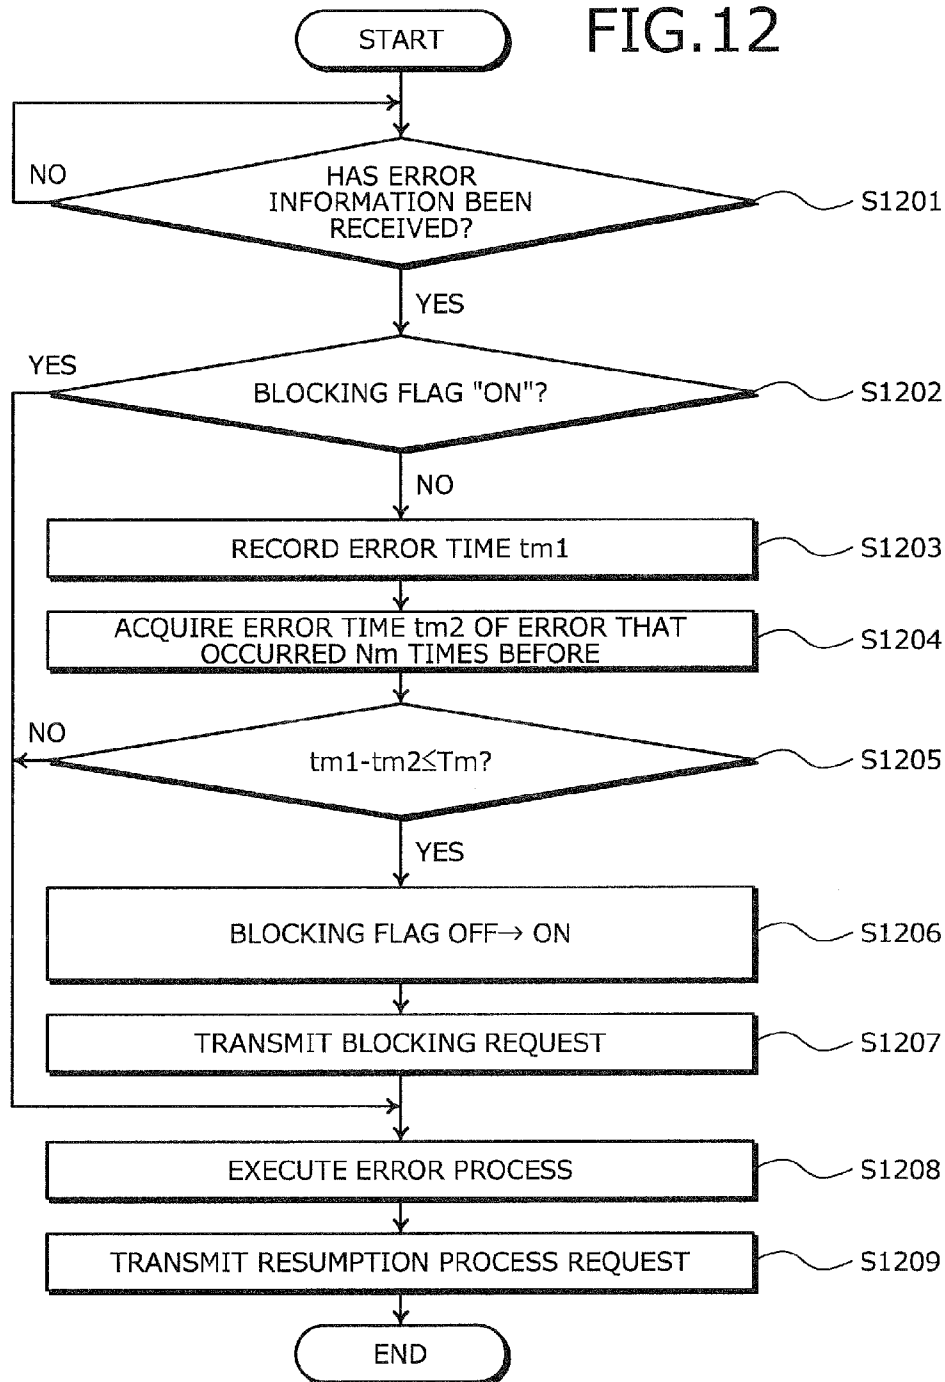 FIG.12
START
NO
HAS ERROR
INFORMATION BEEN
RECEIVED?
S1201
YES
YES
BLOCKING FLAG "ON"?
S1202
NO
RECORD ERROR TIME tm1
S1203
ACQUIRE ERROR TIME tm2 OF ERROR THAT
OCCURRED Nm TIMES BEFORE
S1204
NO
tm1-tm2≤Tm?
S1205
YES
BLOCKING FLAG OFF→ ON
S1206
TRANSMIT BLOCKING REQUEST
S1207
EXECUTE ERROR PROCESS
S1208
TRANSMIT RESUMPTION PROCESS REQUEST
S1209
END